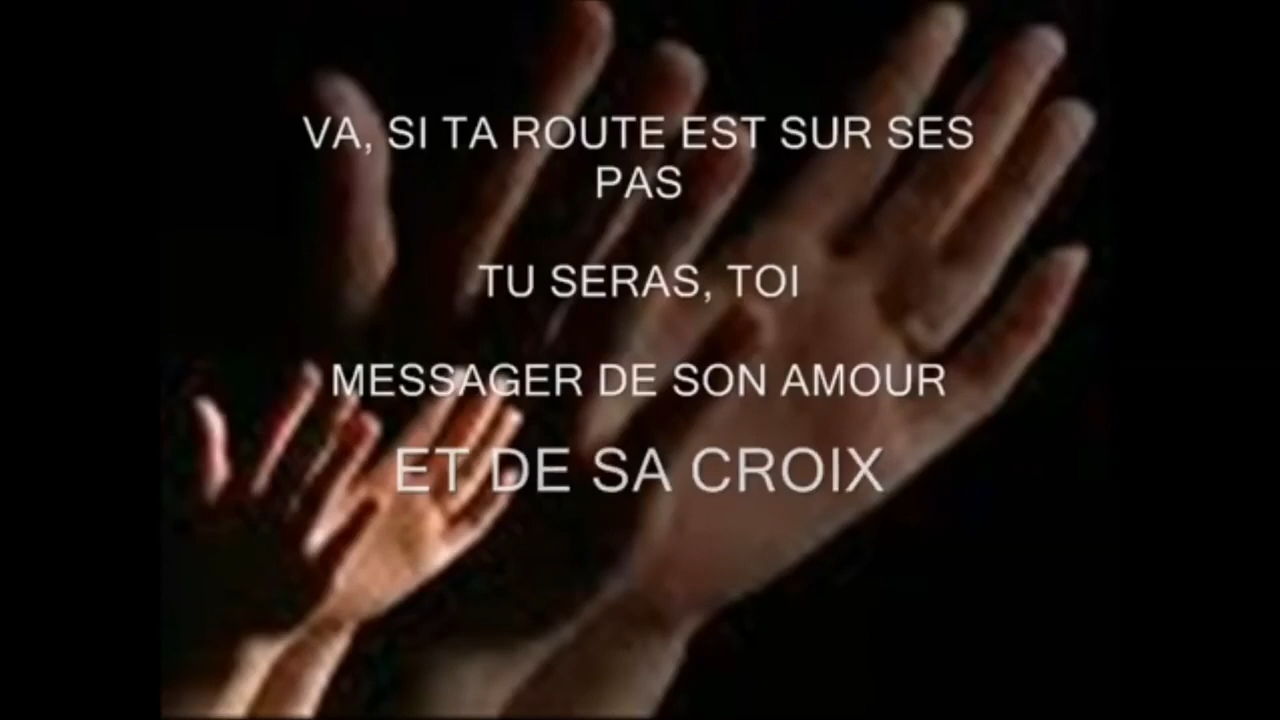 VA, SI TA ROUTE EST SUR SES
PAS
TU SERAS, TOI
MESSAGER DE SON AMOUR
ET DE SA CROIX